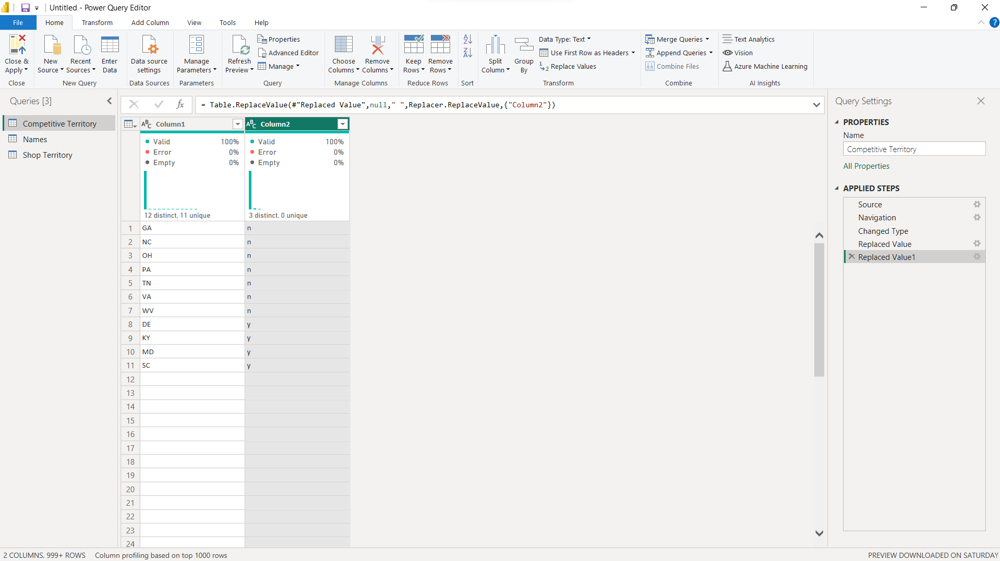 Untitled - Power Query Editor
File Home Transform Add Column View Tools Help
?
Close & Apply
Close
New Source
Recent Sources
Enter Data
New Query
Data source settings
Data Sources
Manage Parameters
Parameters
Refresh Preview
Properties
Advanced Editor
Manage
Query
Choose Columns
Remove Columns
Manage Columns
Keep Rows
Remove Rows
Reduce Rows
Sort
Split Column
Group By
Data Type: Text
Use First Row as Headers
Replace Values
Transform
Merge Queries
Append Queries
Combine Files
Combine
Text Analytics
Vision
Azure Machine Learning
AI Insights
Queries [3]
Competitive Territory
Names
Shop Territory
fx
= Table.ReplaceValue(#"Replaced Value",null," ",Replacer.ReplaceValue,{"Column2"})
ABC Column1 ABC Column2
Valid 100% Valid 100%
Error 0% Error 0%
Empty 0% Empty 0%
12 distinct, 11 unique 3 distinct, 0 unique
1 GA n
2 NC n
3 OH n
4 PA n
5 TN n
6 VA n
7 WV n
8 DE y
9 KY y
10 MD y
11 SC y
12
13
14
15
16
17
18
19
20
21
22
23
24
Query Settings
PROPERTIES
Name
Competitive Territory
All Properties
APPLIED STEPS
Source
Navigation
Changed Type
Replaced Value
Replaced Value1
2 COLUMNS, 999+ ROWS Column profiling based on top 1000 rows
PREVIEW DOWNLOADED ON SATURDAY